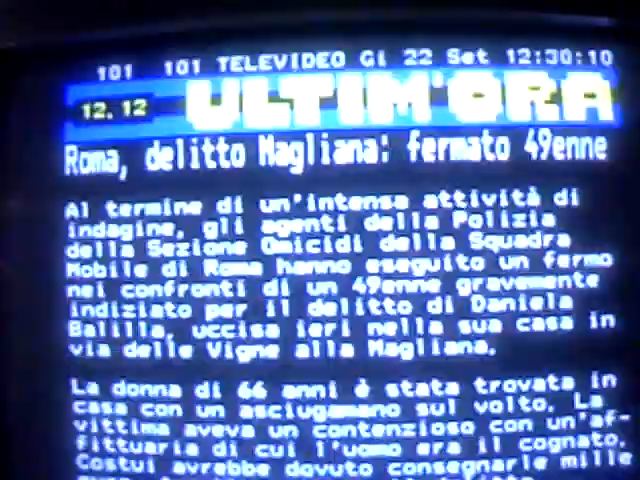 101 101 TELEVIDEO Gi 22 Set 12:30:10
12.12 ULTIM'ORA
Roma, delitto Magliana: fermato 49enne
Al termine di un'intensa attività di
indagine, gli agenti della Polizia
della Sezione Omicidi della Squadra
Mobile di Roma hanno eseguito un fermo
nei confronti di un 49enne gravemente
indiziato per il delitto di Daniela
Balilla, uccisa ieri nella sua casa in
via delle Vigne alla Magliana.
La donna di 66 anni è stata trovata in
casa con un asciugamano sul volto. La
vittima aveva un contenzioso con un'af-
fittuaria di cui l'uomo era il cognato.
Costui avrebbe dovuto consegnarle mille